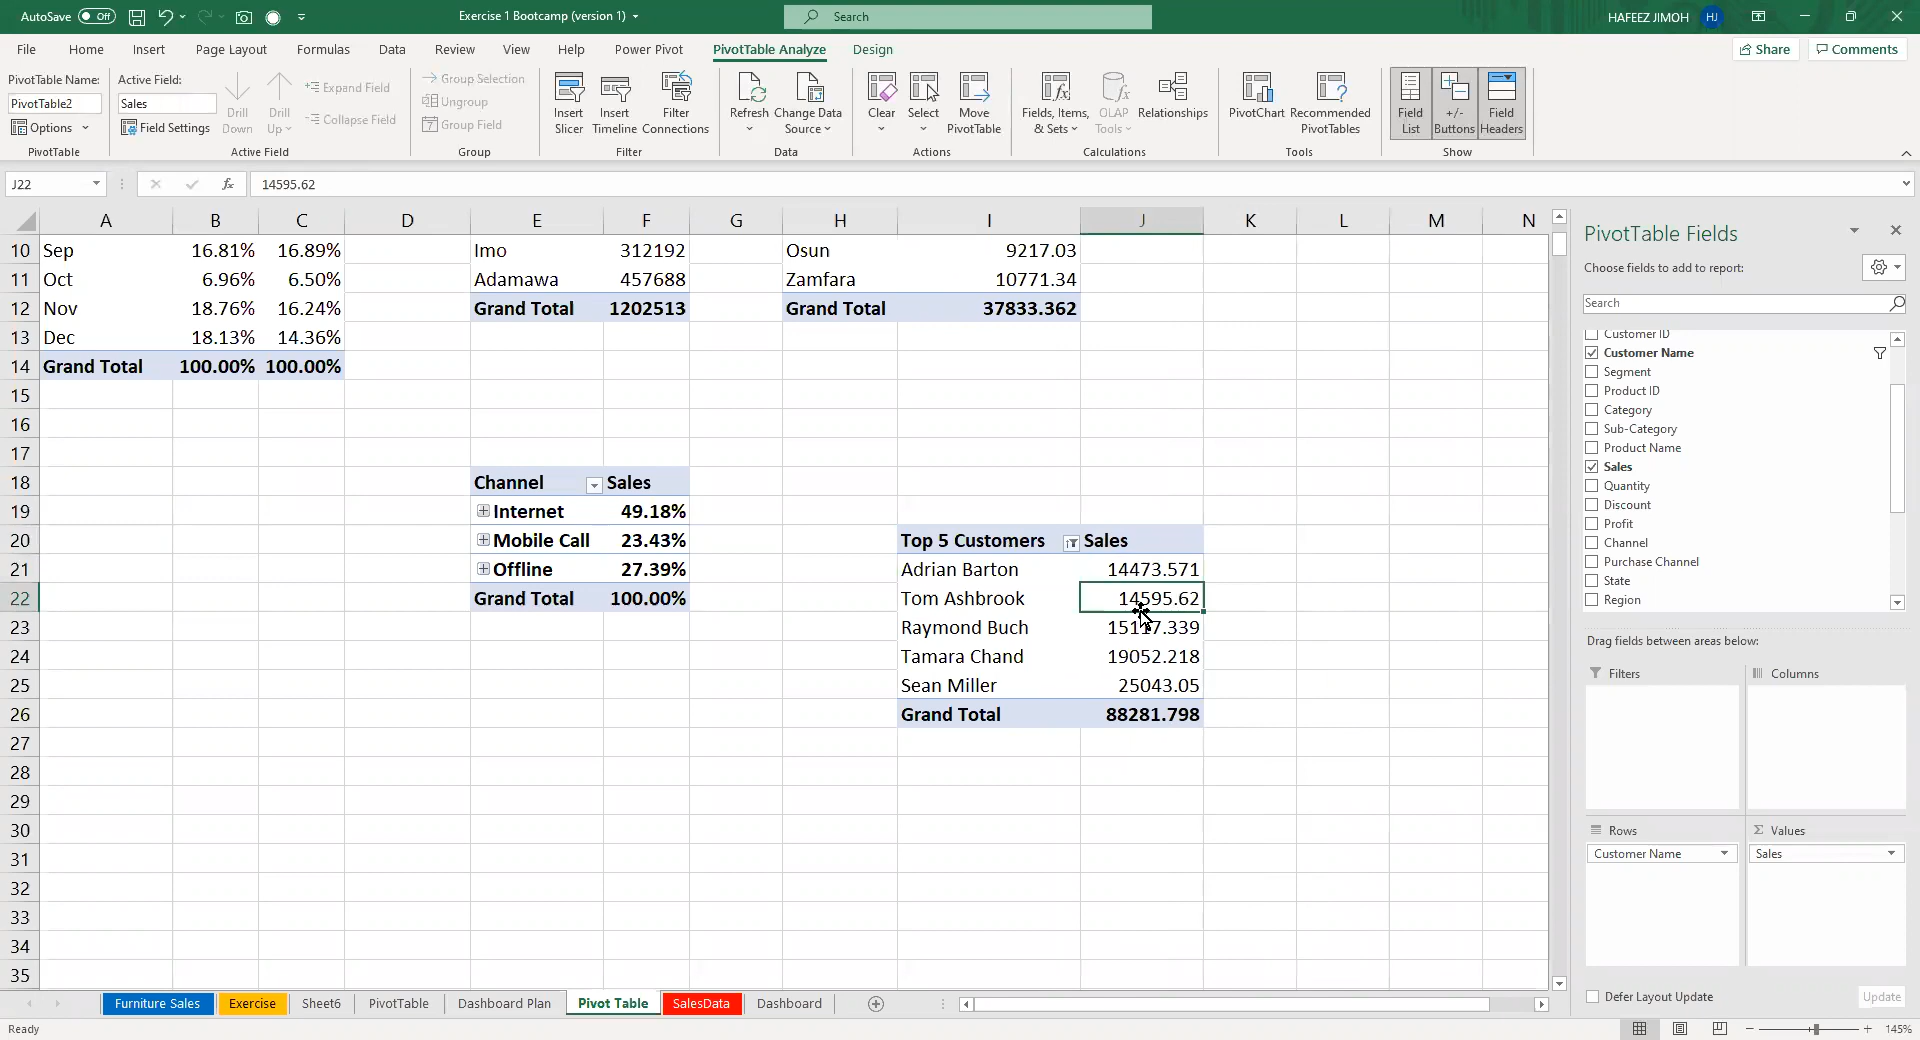 AutoSave Off
Exercise 1 Bootcamp (version 1)
Search
HAFEEZ JIMOH HJ
File Home Insert Page Layout Formulas Data Review View Help Power Pivot PivotTable Analyze Design
Share Comments
PivotTable Name:
PivotTable2
Options
PivotTable
Active Field:
Sales
Field Settings
Drill Down
Drill Up
Expand Field
Collapse Field
Active Field
Group Selection
Ungroup
Group Field
Group
Insert Slicer
Insert Timeline
Filter Connections
Filter
Refresh
Change Data Source
Data
Clear
Select
Move PivotTable
Actions
Fields, Items, & Sets
OLAP Tools
Relationships
Calculations
PivotChart
Recommended PivotTables
Tools
Field List
+/- Buttons
Field Headers
Show
J22 fx 14595.62
A B C D E F G H I J K L M N
10 Sep 16.81% 16.89% Imo 312192 Osun 9217.03
11 Oct 6.96% 6.50% Adamawa 457688 Zamfara 10771.34
12 Nov 18.76% 16.24% Grand Total 1202513 Grand Total 37833.362
13 Dec 18.13% 14.36%
14 Grand Total 100.00% 100.00%
15
16
17
18 Channel Sales
19 Internet 49.18%
20 Mobile Call 23.43% Top 5 Customers Sales
21 Offline 27.39% Adrian Barton 14473.571
22 Grand Total 100.00% Tom Ashbrook 14595.62
23 Raymond Buch 15117.339
24 Tamara Chand 19052.218
25 Sean Miller 25043.05
26 Grand Total 88281.798
27
28
29
30
31
32
33
34
35
PivotTable Fields
Choose fields to add to report:
Search
Customer ID
Customer Name
Segment
Product ID
Category
Sub-Category
Product Name
Sales
Quantity
Discount
Profit
Channel
Purchase Channel
State
Region
Drag fields between areas below:
Filters
Columns
Rows
Customer Name
Σ Values
Sales
Defer Layout Update
Update
Furniture Sales Exercise Sheet6 PivotTable Dashboard Plan Pivot Table SalesData Dashboard
Ready
145%